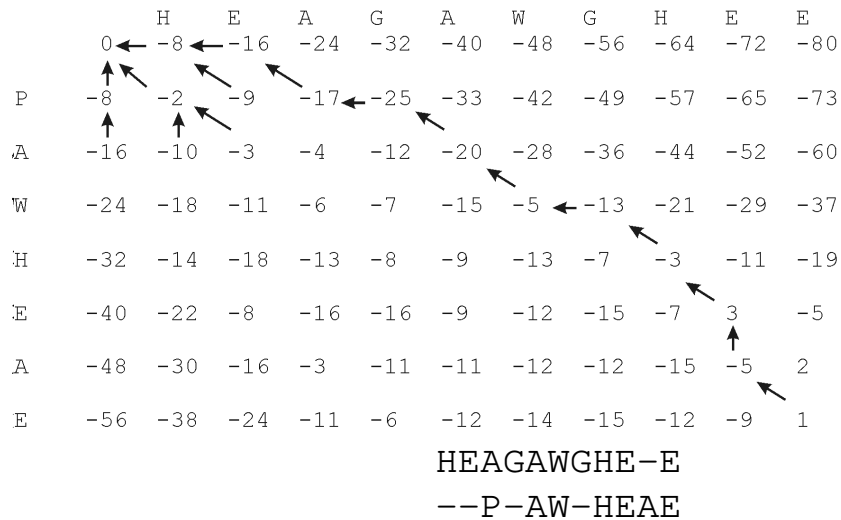 H E A G A W G H E E
0 -8 -16 -24 -32 -40 -48 -56 -64 -72 -80
P -8 -2 -9 -17 -25 -33 -42 -49 -57 -65 -73
A -16 -10 -3 -4 -12 -20 -28 -36 -44 -52 -60
W -24 -18 -11 -6 -7 -15 -5 -13 -21 -29 -37
H -32 -14 -18 -13 -8 -9 -13 -7 -3 -11 -19
E -40 -22 -8 -16 -16 -9 -12 -15 -7 3 -5
A -48 -30 -16 -3 -11 -11 -12 -12 -15 -5 2
E -56 -38 -24 -11 -6 -12 -14 -15 -12 -9 1
HEAGAWGHE-E
--P-AW-HEAE